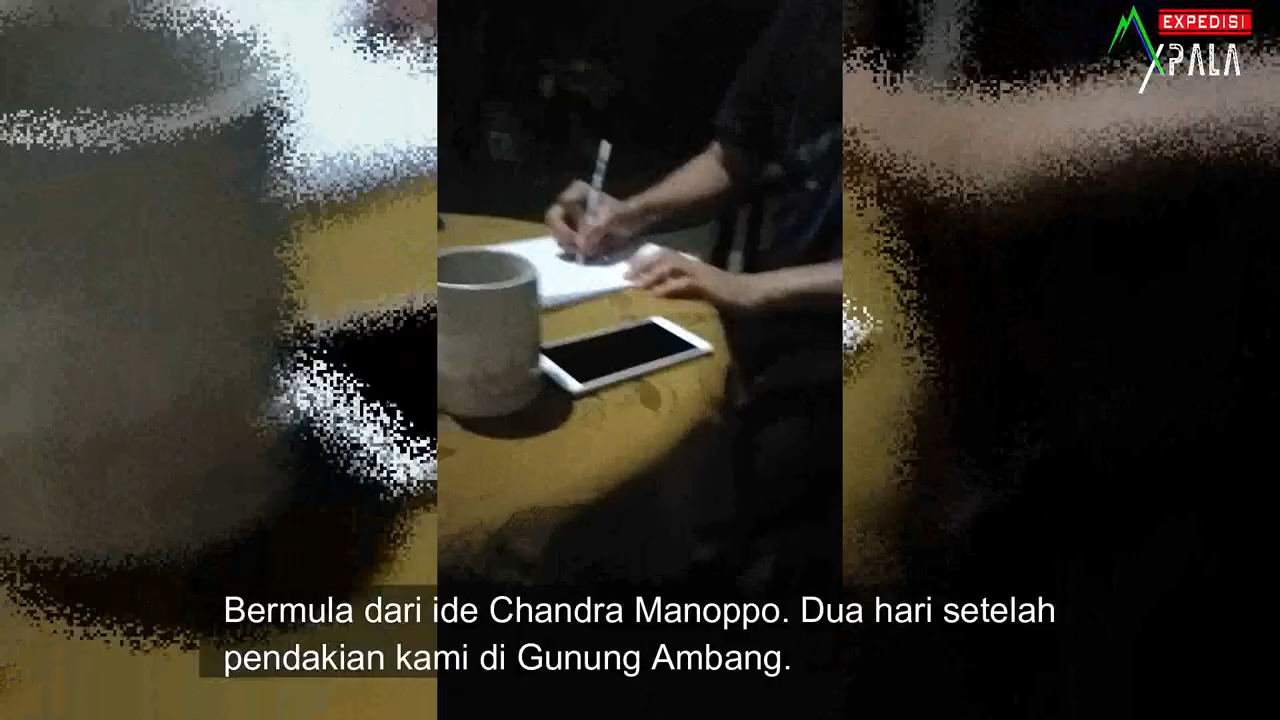 EXPEDISI
XPALA
Bermula dari ide Chandra Manoppo. Dua hari setelah
pendakian kami di Gunung Ambang.